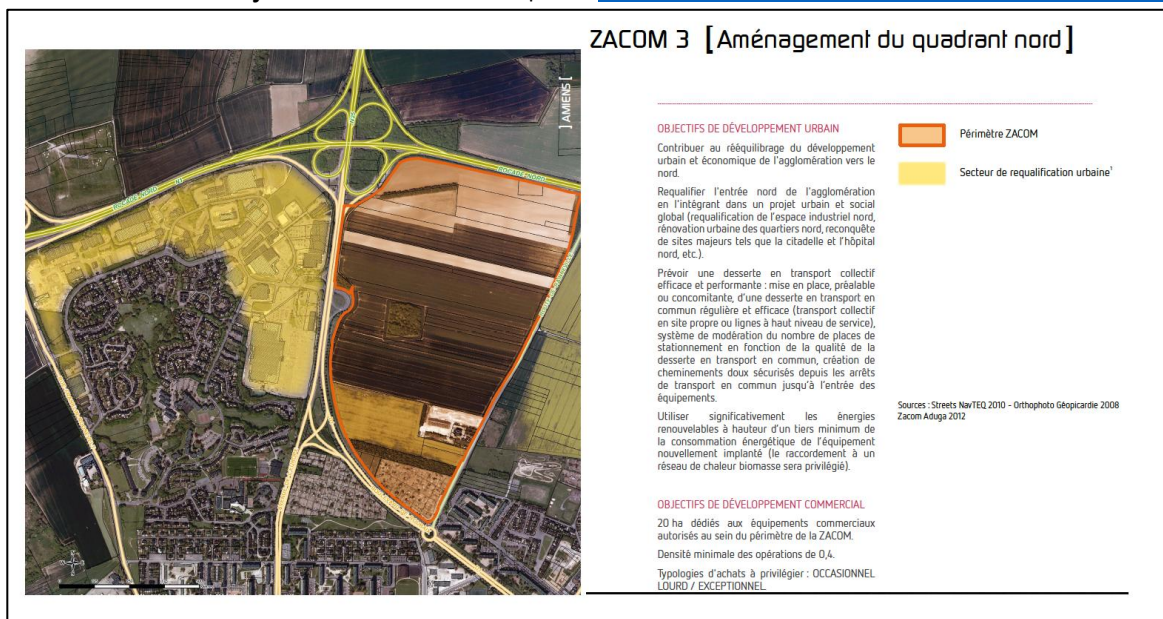 ZACOM 3 [Aménagement du quadrant nord]
] AMIENS [
ROCADE NORD N1
ROCADE NORD
OBJECTIFS DE DÉVELOPPEMENT URBAIN
Contribuer au rééquilibrage du développement
urbain et économique de l'agglomération vers le
nord.
Requalifier l'entrée nord de l'agglomération
en l'intégrant dans un projet urbain et social
global (requalification de l'espace industriel nord,
rénovation urbaine des quartiers nord, reconquête
de sites majeurs tels que la citadelle et l'hôpital
nord, etc.).
Prévoir une desserte en transport collectif
efficace et performante : mise en place, préalable
ou concomitante, d'une desserte en transport en
commun régulière et efficace (transport collectif
en site propre ou lignes à haut niveau de service),
système de modération du nombre de places de
stationnement en fonction de la qualité de la
desserte en transport en commun, création de
cheminements doux sécurisés depuis les arrêts
de transport en commun jusqu'à l'entrée des
équipements.
Utiliser significativement les énergies
renouvelables à hauteur d'un tiers minimum de
la consommation énergétique de l'équipement
nouvellement implanté (le raccordement à un
réseau de chaleur biomasse sera privilégié).
OBJECTIFS DE DÉVELOPPEMENT COMMERCIAL
20 ha dédiés aux équipements commerciaux
autorisés au sein du périmètre de la ZACOM.
Densité minimale des opérations de 0,4.
Typologies d'achats à privilégier : OCCASIONNEL
LOURD / EXCEPTIONNEL
Périmètre ZACOM
Secteur de requalification urbaine¹
Sources : Streets NavTEQ 2010 - Orthophoto Géopicardie 2008
Zacom Aduga 2012